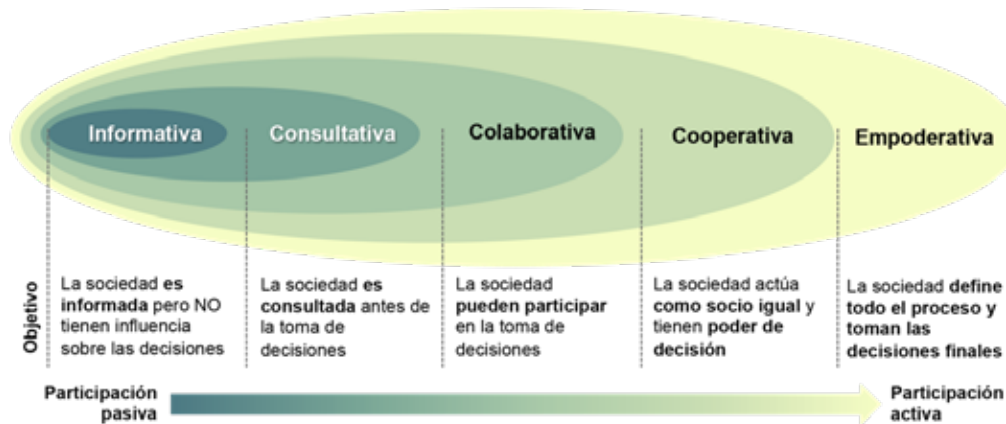 Informativa
Consultativa
Colaborativa
Cooperativa
Empoderativa
Objetivo
La sociedad es
informada pero NO
tienen influencia
sobre las decisiones
La sociedad es
consultada antes de
la toma de
decisiones
La sociedad
pueden participar
en la toma de
decisiones
La sociedad actúa
como socio igual y
tienen poder de
decisión
La sociedad define
todo el proceso y
toman las
decisiones finales
Participación
pasiva
Participación
activa